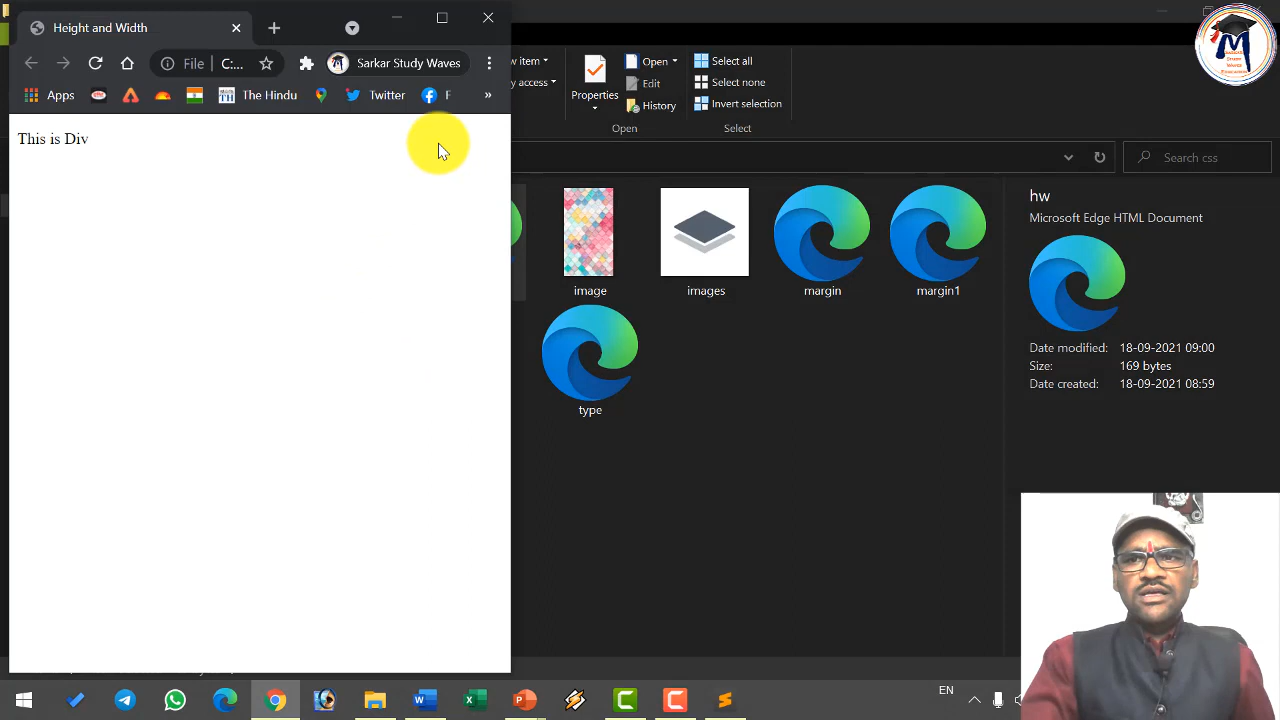 Height and Width
File
C:...
Sarkar Study Waves
Apps
The Hindu
Twitter
F
»
This is Div
Open
Edit
History
Properties
Open
Select all
Select none
Invert selection
Select
Search css
image
images
margin
margin1
type
hw
Microsoft Edge HTML Document
Date modified: 18-09-2021 09:00
Size: 169 bytes
Date created: 18-09-2021 08:59
EN